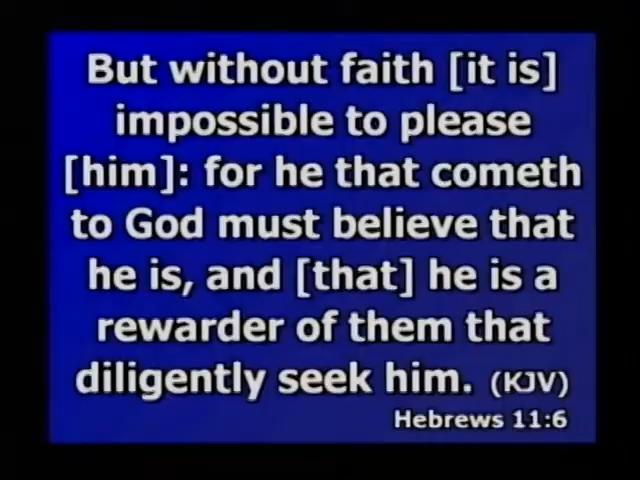 But without faith [it is]
impossible to please
[him]: for he that cometh
to God must believe that
he is, and [that] he is a
rewarder of them that
diligently seek him. (KJV)
Hebrews 11:6